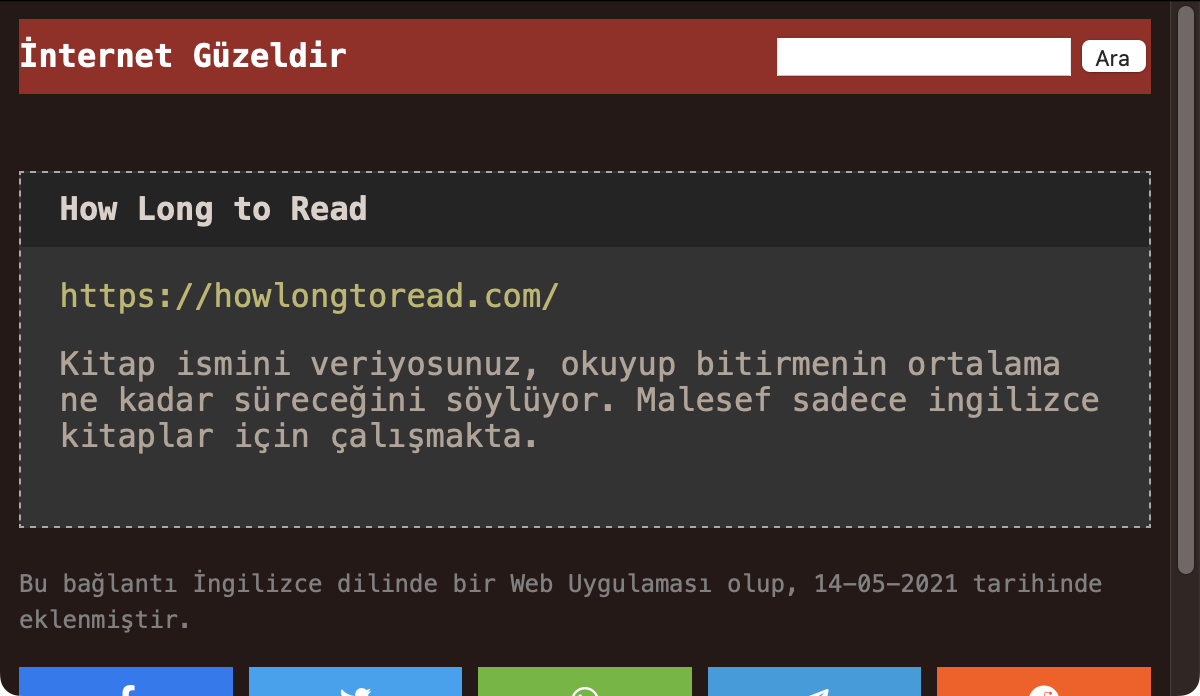 İnternet Güzeldir
Ara
How Long to Read
https://howlongtoread.com/
Kitap ismini veriyosunuz, okuyup bitirmenin ortalama
ne kadar süreceğini söylüyor. Malesef sadece ingilizce
kitaplar için çalışmakta.
Bu bağlantı İngilizce dilinde bir Web Uygulaması olup, 14-05-2021 tarihinde
eklenmiştir.